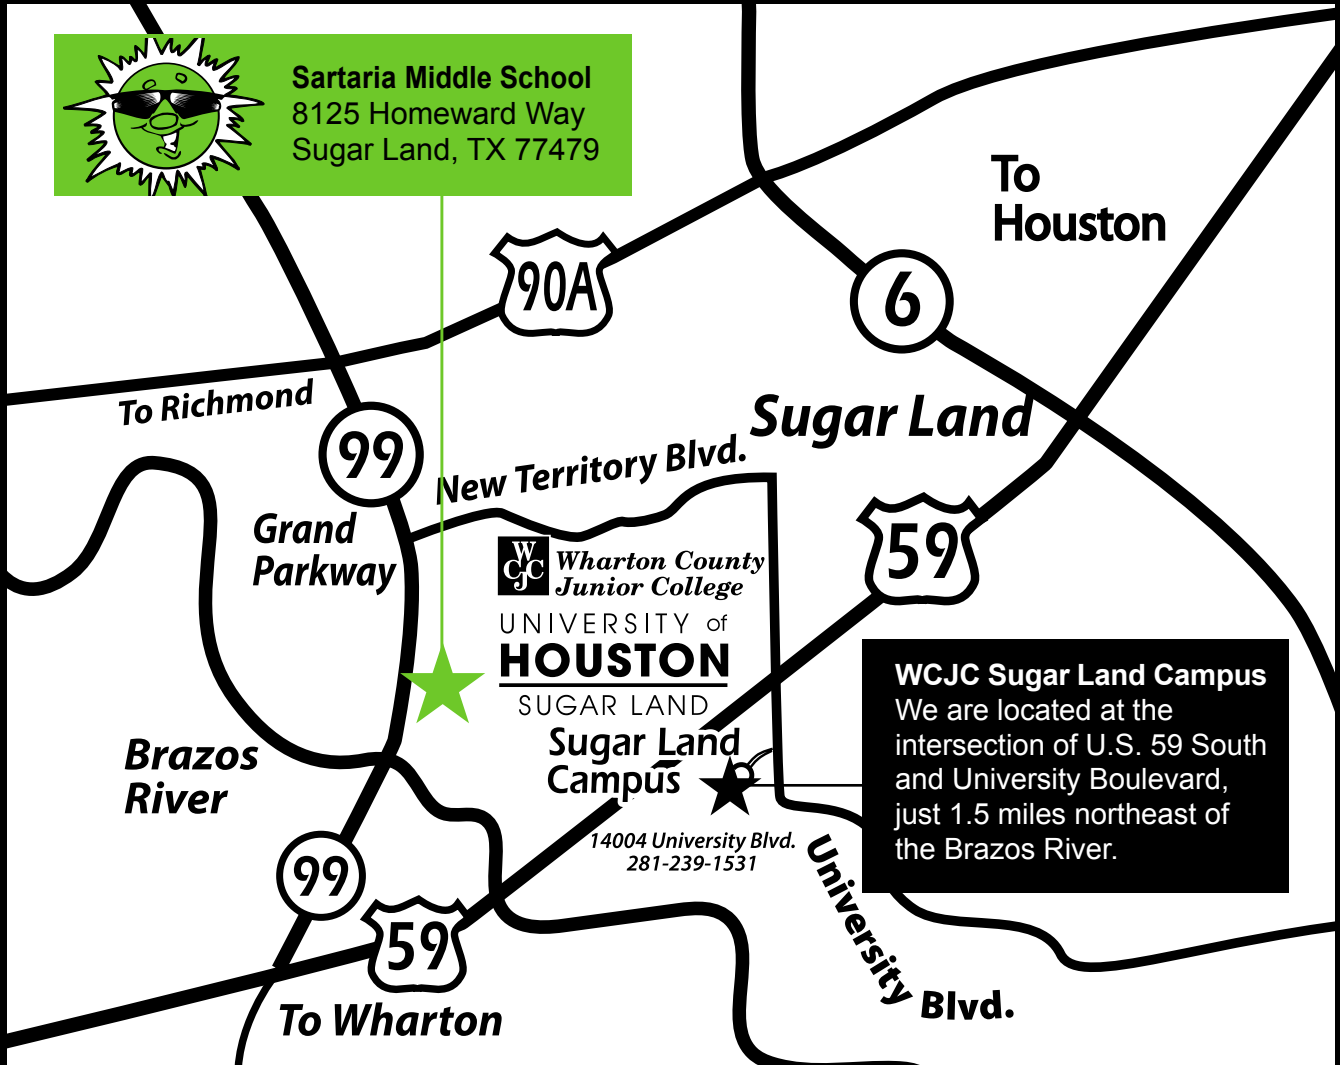 Sartaria Middle School
8125 Homeward Way
Sugar Land, TX 77479
To
Houston
90A
6
To Richmond
Sugar Land
99
New Territory Blvd.
Grand
Parkway
59
WCJC
Wharton County
Junior College
UNIVERSITY of
HOUSTON
SUGAR LAND
Sugar Land
Campus
WCJC Sugar Land Campus
We are located at the
intersection of U.S. 59 South
and University Boulevard,
just 1.5 miles northeast of
the Brazos River.
Brazos
River
14004 University Blvd.
281-239-1531
99
59
University Blvd.
To Wharton